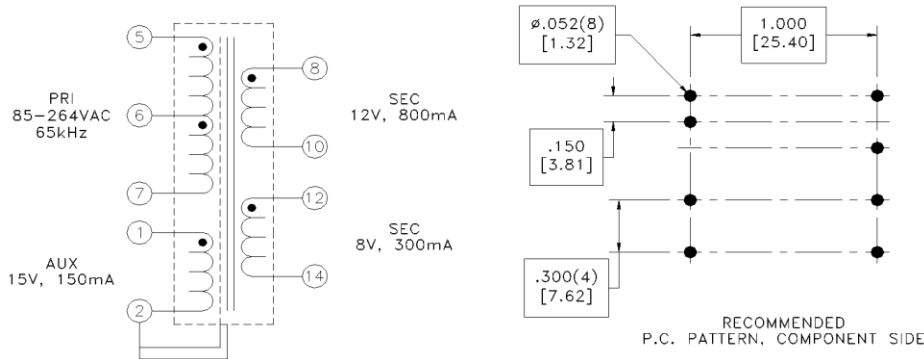 5
PRI
85-264VAC
65kHz
6
7
1
AUX
15V, 150mA
2
8
SEC
12V, 800mA
10
12
SEC
8V, 300mA
14
ø.052(8)
[1.32]
1.000
[25.40]
.150
[3.81]
.300(4)
[7.62]
RECOMMENDED
P.C. PATTERN, COMPONENT SIDE